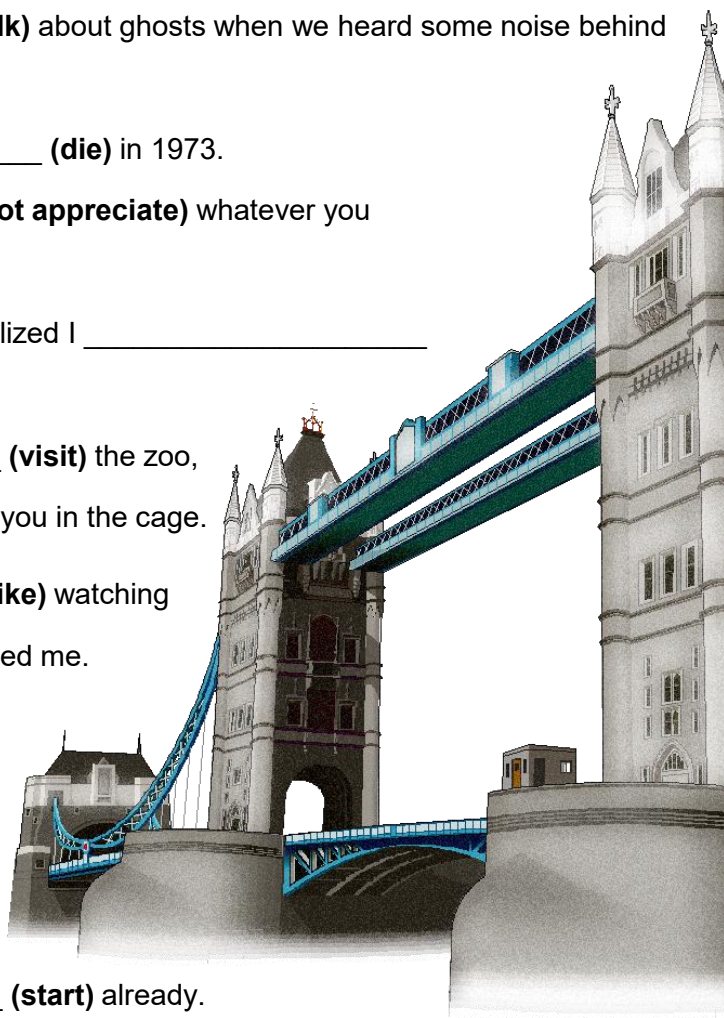 lk) about ghosts when we heard some noise behind
___ (die) in 1973.
ot appreciate) whatever you
lized I ______________________
_ (visit) the zoo,
you in the cage.
ike) watching
ed me.
_ (start) already.